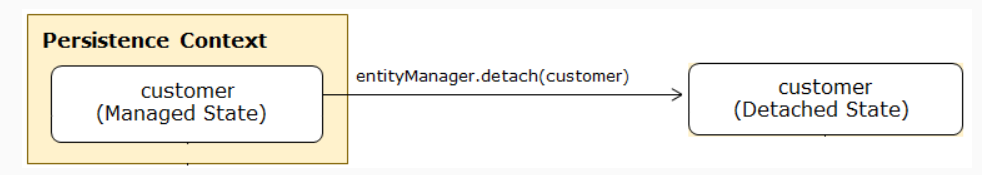 Persistence Context
customer
(Managed State)
entityManager.detach(customer)
customer
(Detached State)